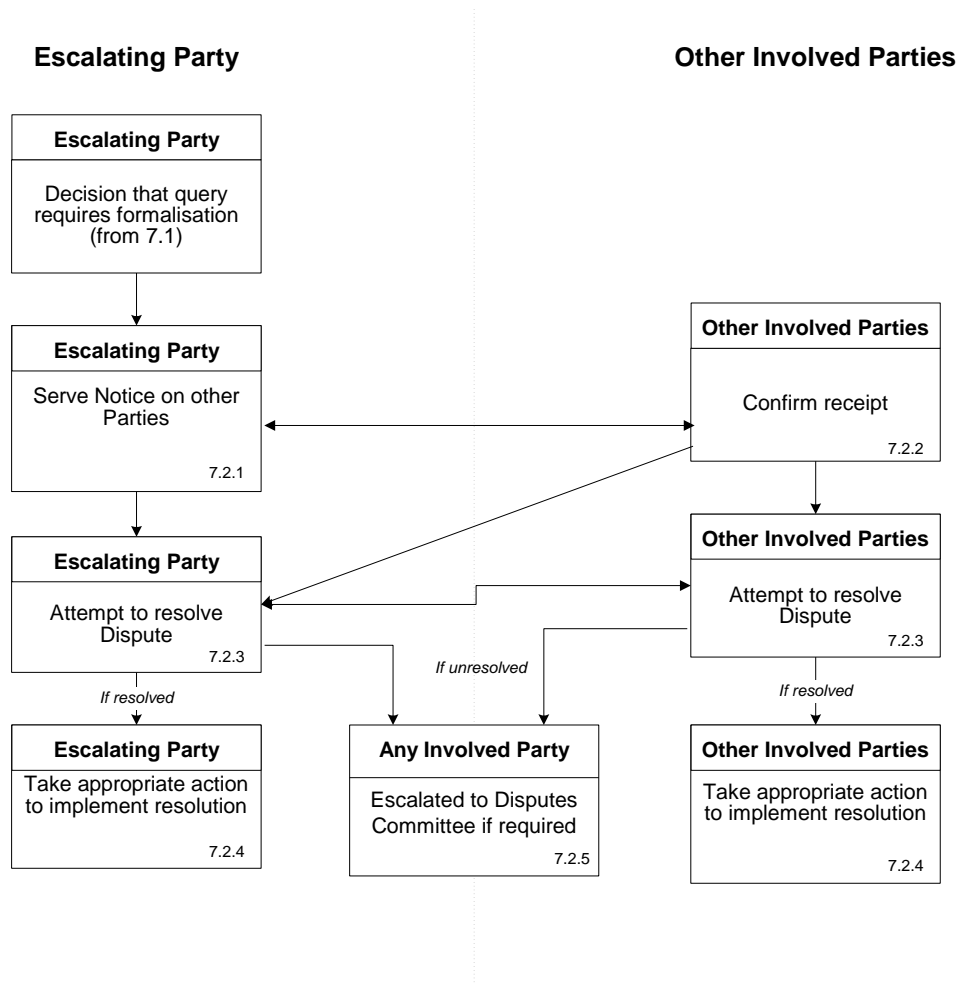 Escalating Party
Other Involved Parties
Escalating Party
Decision that query
requires formalisation
(from 7.1)
Escalating Party
Serve Notice on other
Parties
7.2.1
Other Involved Parties
Confirm receipt
7.2.2
Escalating Party
Attempt to resolve
Dispute
7.2.3
Other Involved Parties
Attempt to resolve
Dispute
7.2.3
If resolved
If unresolved
If resolved
Escalating Party
Take appropriate action
to implement resolution
7.2.4
Any Involved Party
Escalated to Disputes
Committee if required
7.2.5
Other Involved Parties
Take appropriate action
to implement resolution
7.2.4